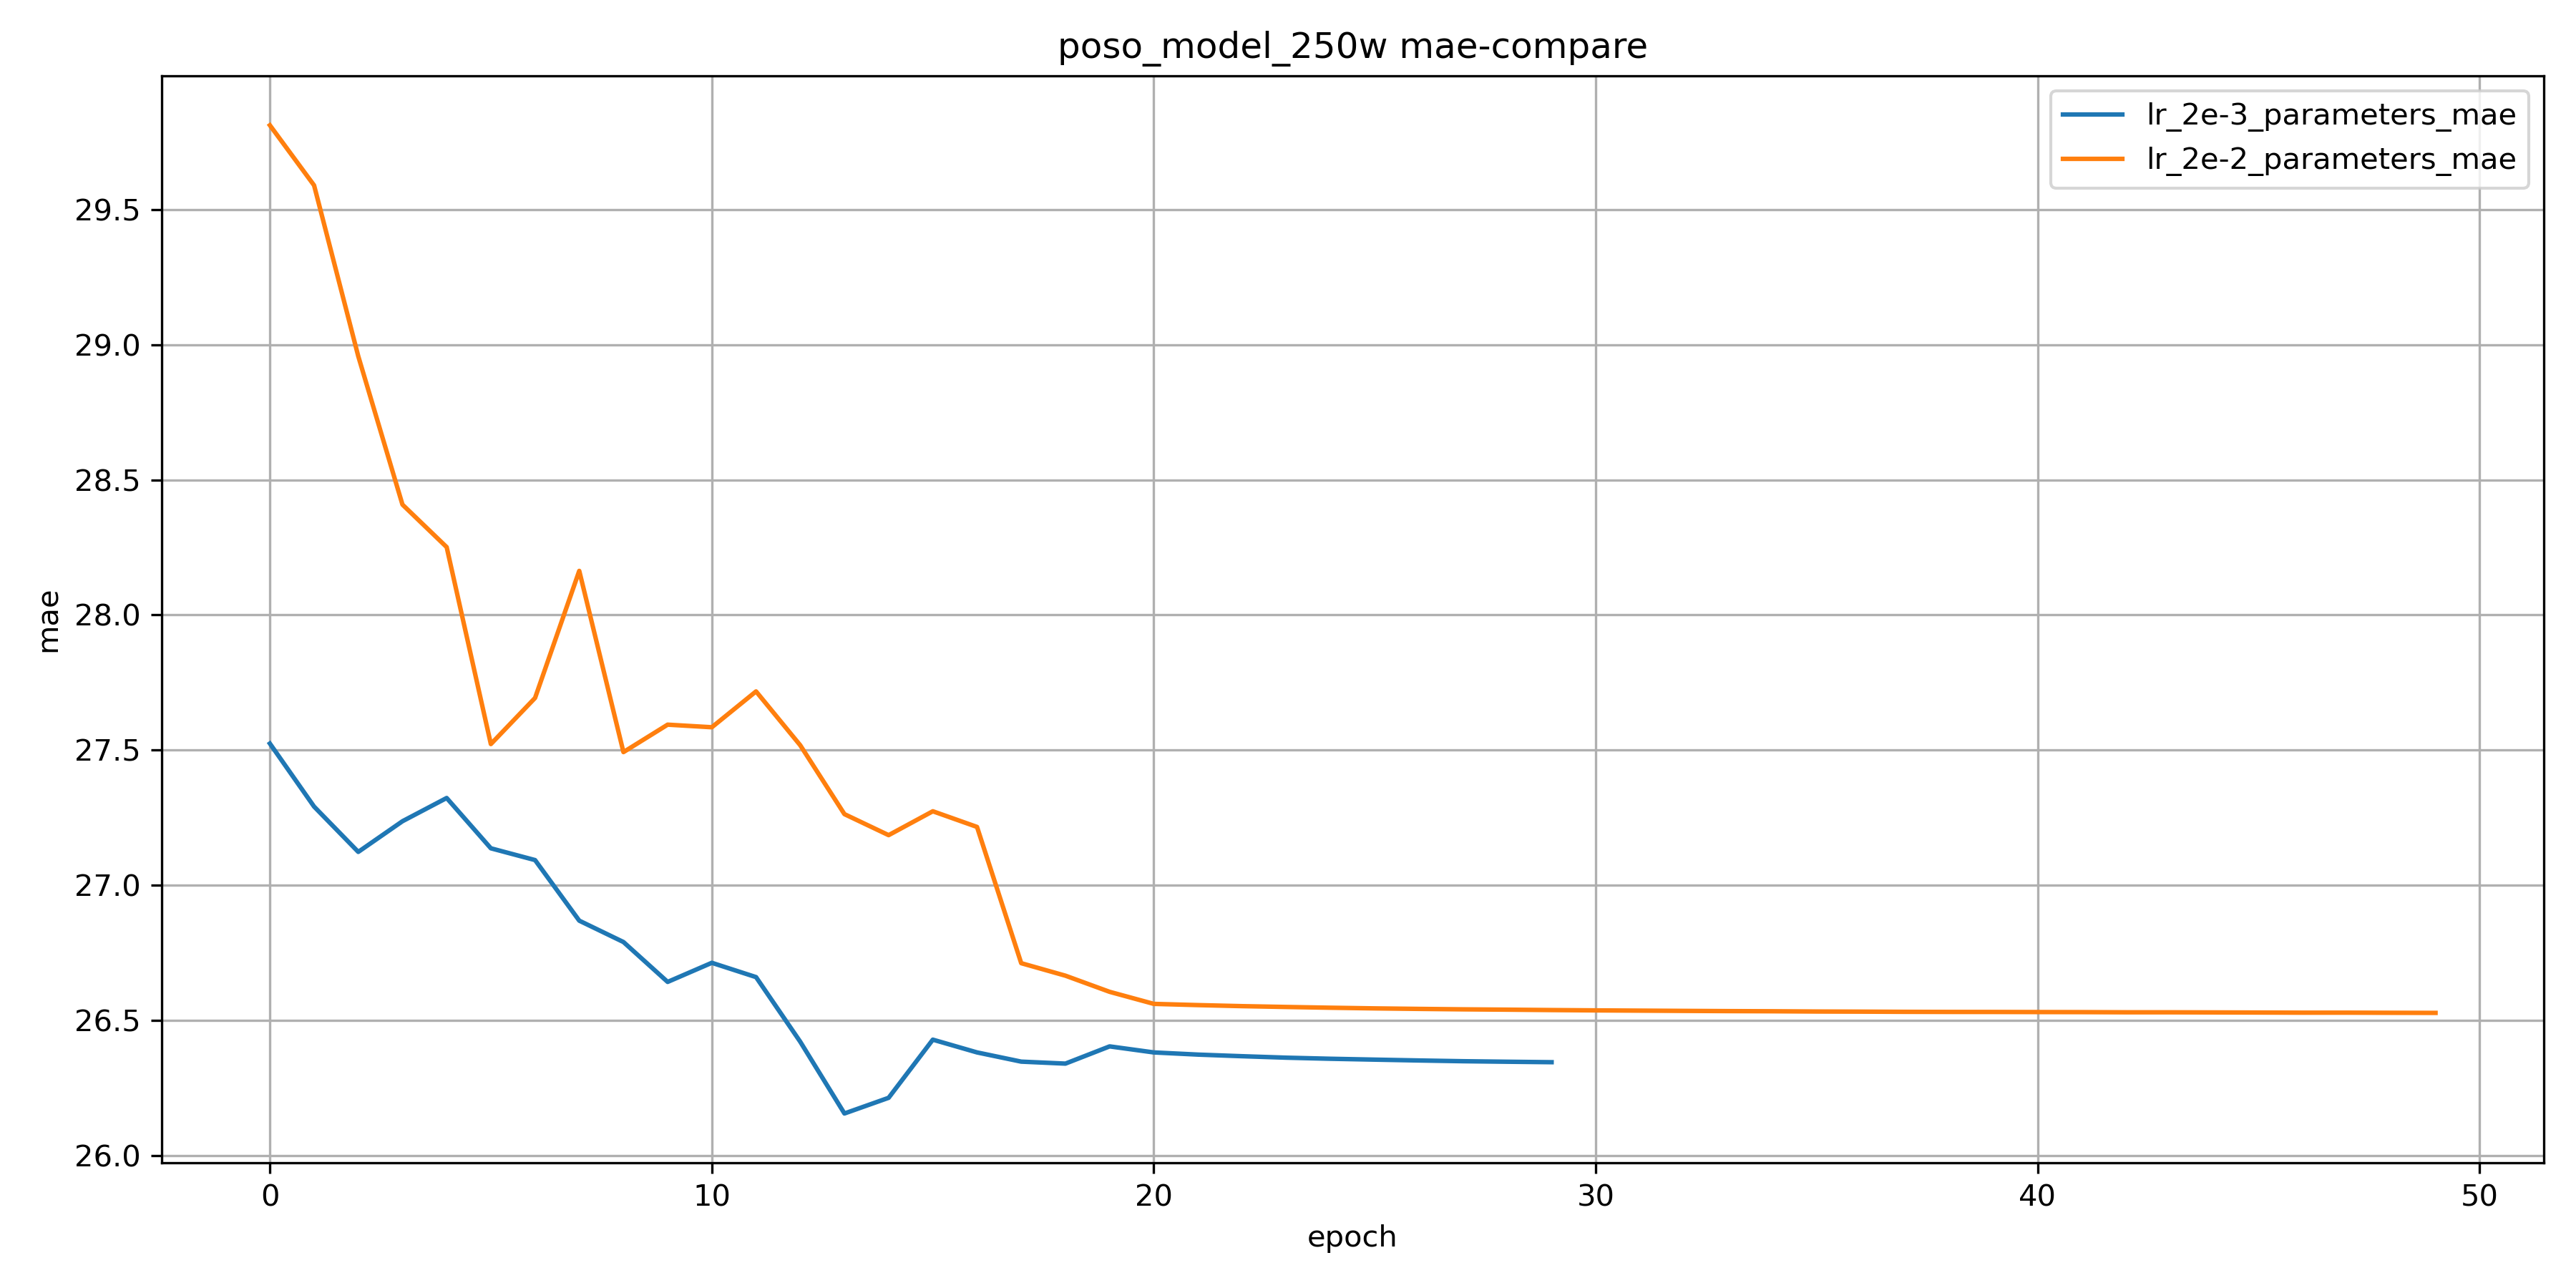 poso_model_250w mae-compare
lr_2e-3_parameters_mae
lr_2e-2_parameters_mae
29.5
29.0
28.5
28.0
27.5
27.0
26.5
26.0
mae
0 10 20 30 40 50
epoch